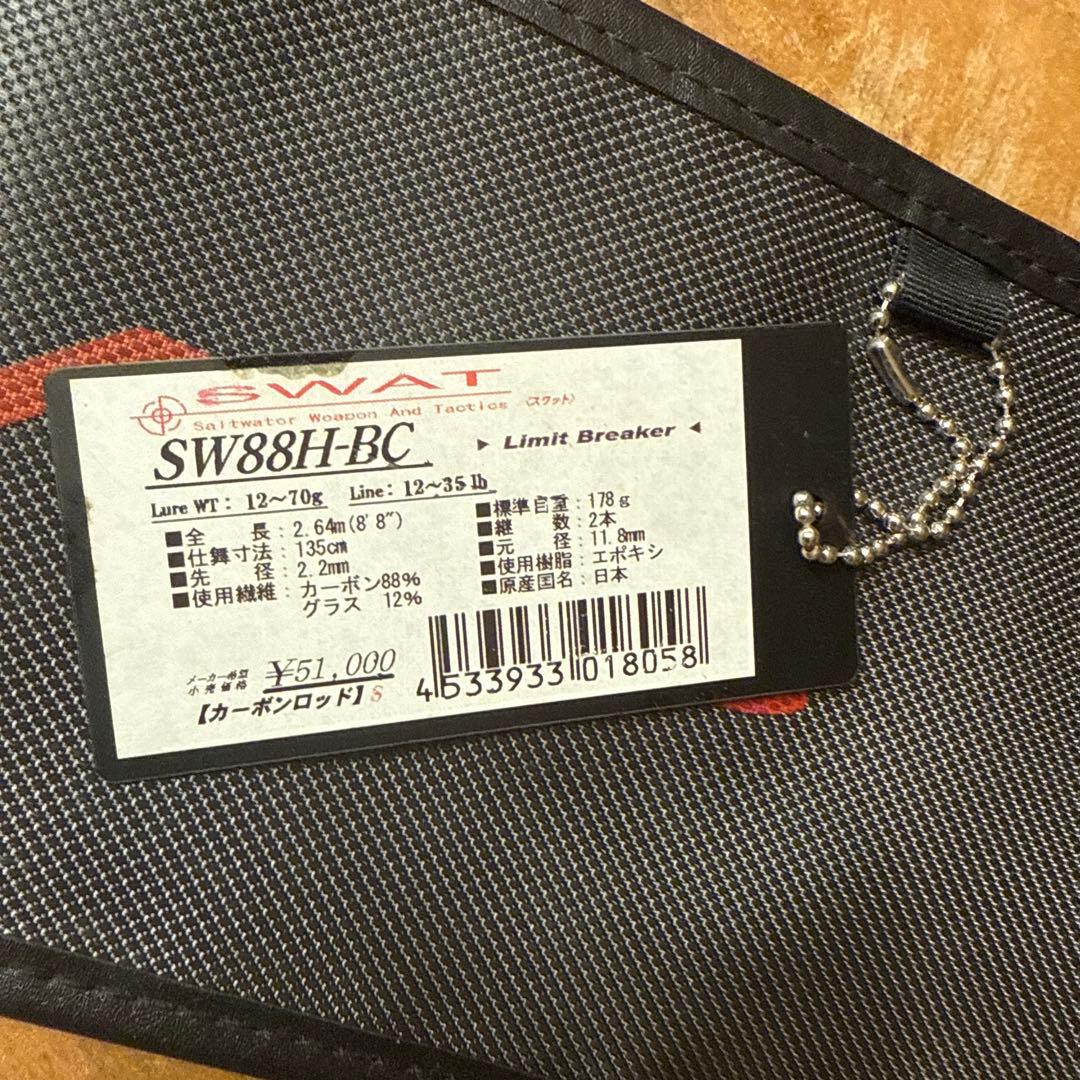 SWAT
Saltwater Weapon And Tactics 〈スワット〉
SW88H-BC
▶ Limit Breaker ◀
Lure WT: 12~70g Line: 12~35 lb
■全 長: 2.64m(8'8")
■仕舞寸法: 135cm
■先 径: 2.2mm
■使用繊維: カーボン88%
グラス 12%
■標準自重: 178g
■継 数: 2本
■元 径: 11.8mm
■使用樹脂: エポキシ
■原産国名: 日本
メーカー希望
小売価格 ¥51,000
【カーボンロッド】S
4533933018058